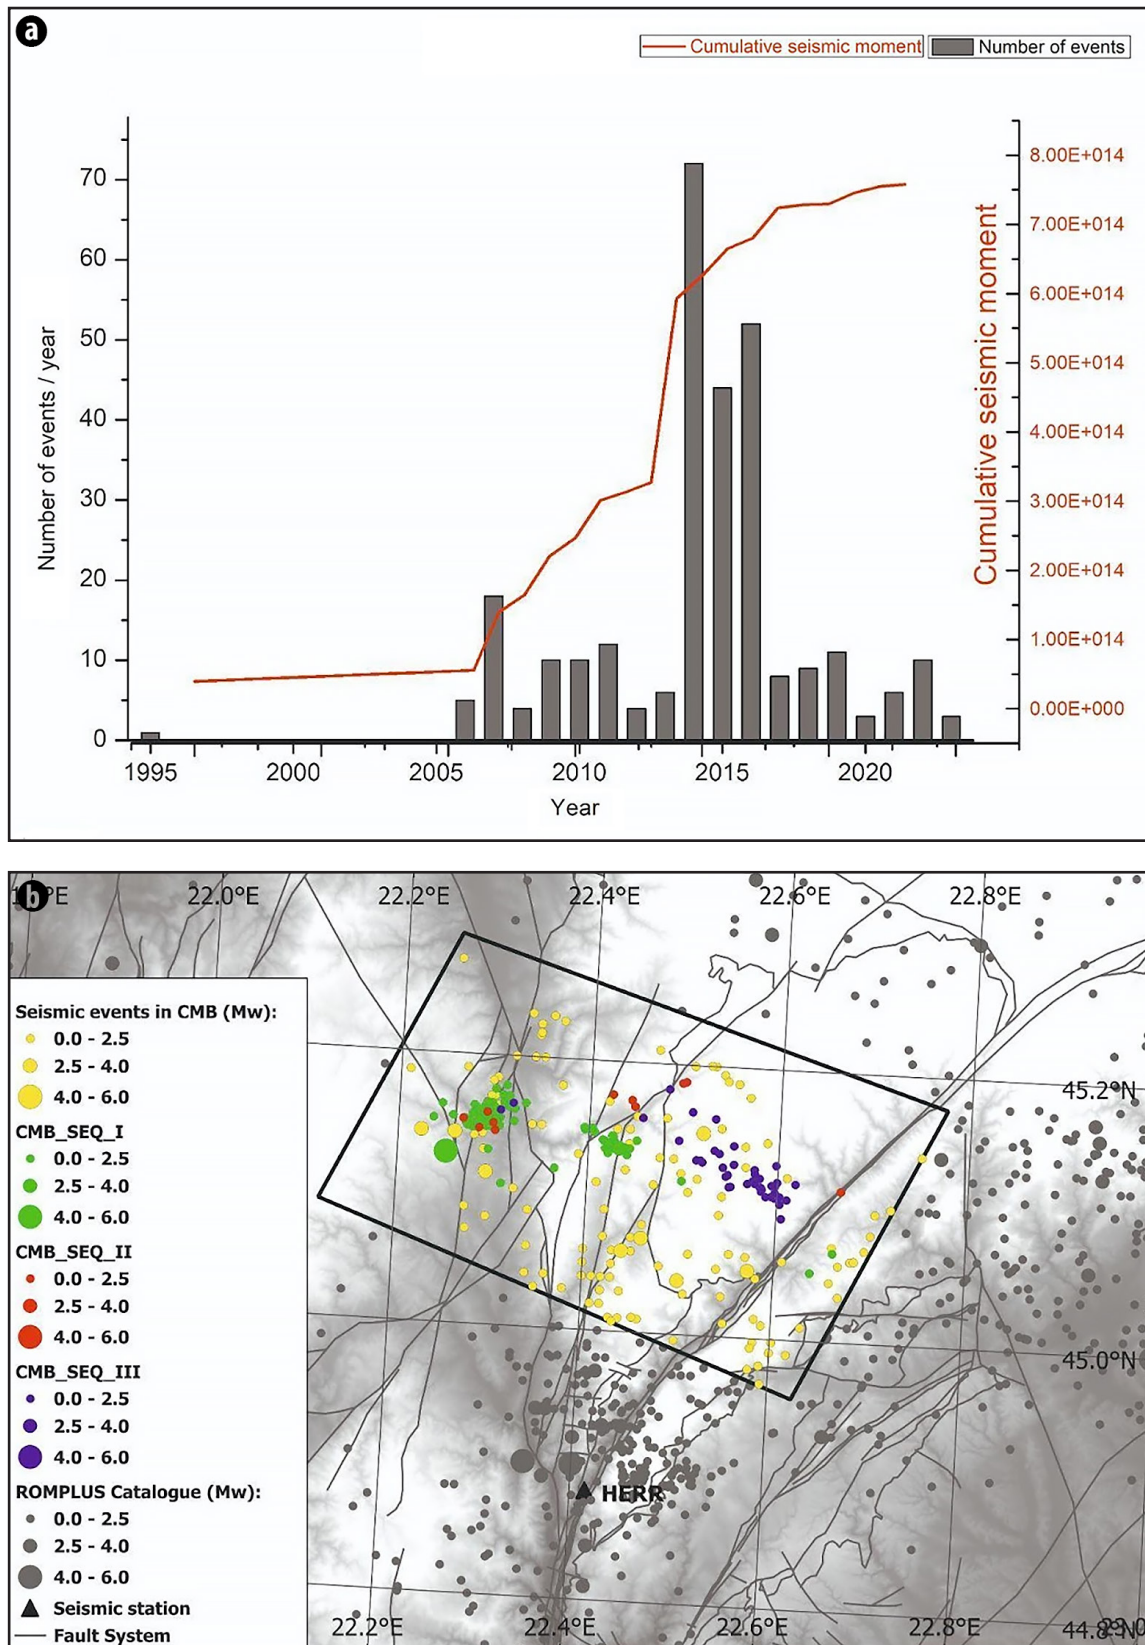 a
Cumulative seismic moment
Number of events
Number of events / year
70
60
50
40
30
20
10
0
8.00E+014
7.00E+014
6.00E+014
5.00E+014
4.00E+014
3.00E+014
2.00E+014
1.00E+014
0.00E+000
Cumulative seismic moment
1995 2000 2005 2010 2015 2020
Year
b
22.0°E 22.2°E 22.4°E 22.6°E 22.8°E
Seismic events in CMB (Mw):
0.0 - 2.5
2.5 - 4.0
4.0 - 6.0
CMB_SEQ_I
0.0 - 2.5
2.5 - 4.0
4.0 - 6.0
CMB_SEQ_II
0.0 - 2.5
2.5 - 4.0
4.0 - 6.0
CMB_SEQ_III
0.0 - 2.5
2.5 - 4.0
4.0 - 6.0
ROMPLUS Catalogue (Mw):
0.0 - 2.5
2.5 - 4.0
4.0 - 6.0
Seismic station
Fault System
45.2°N
45.0°N
HERR
22.2°E 22.4°E 22.6°E 22.8°E